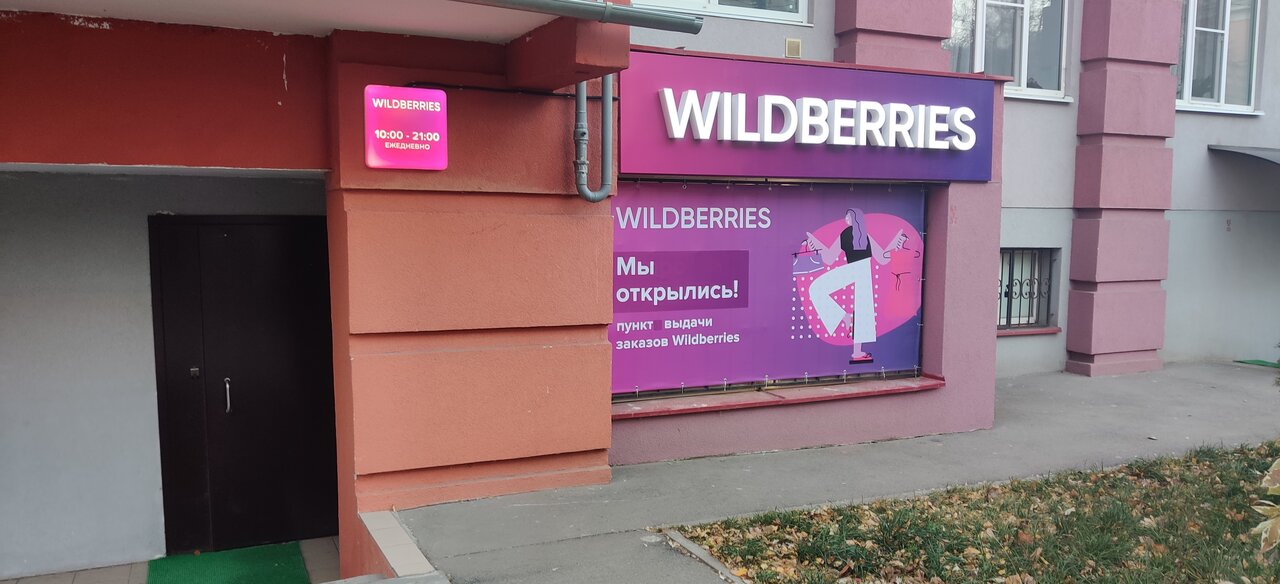 WILDBERRIES
10:00 - 21:00
ЕЖЕДНЕВНО
WILDBERRIES
WILDBERRIES
Мы
открылись!
пункт выдачи
заказов Wildberries